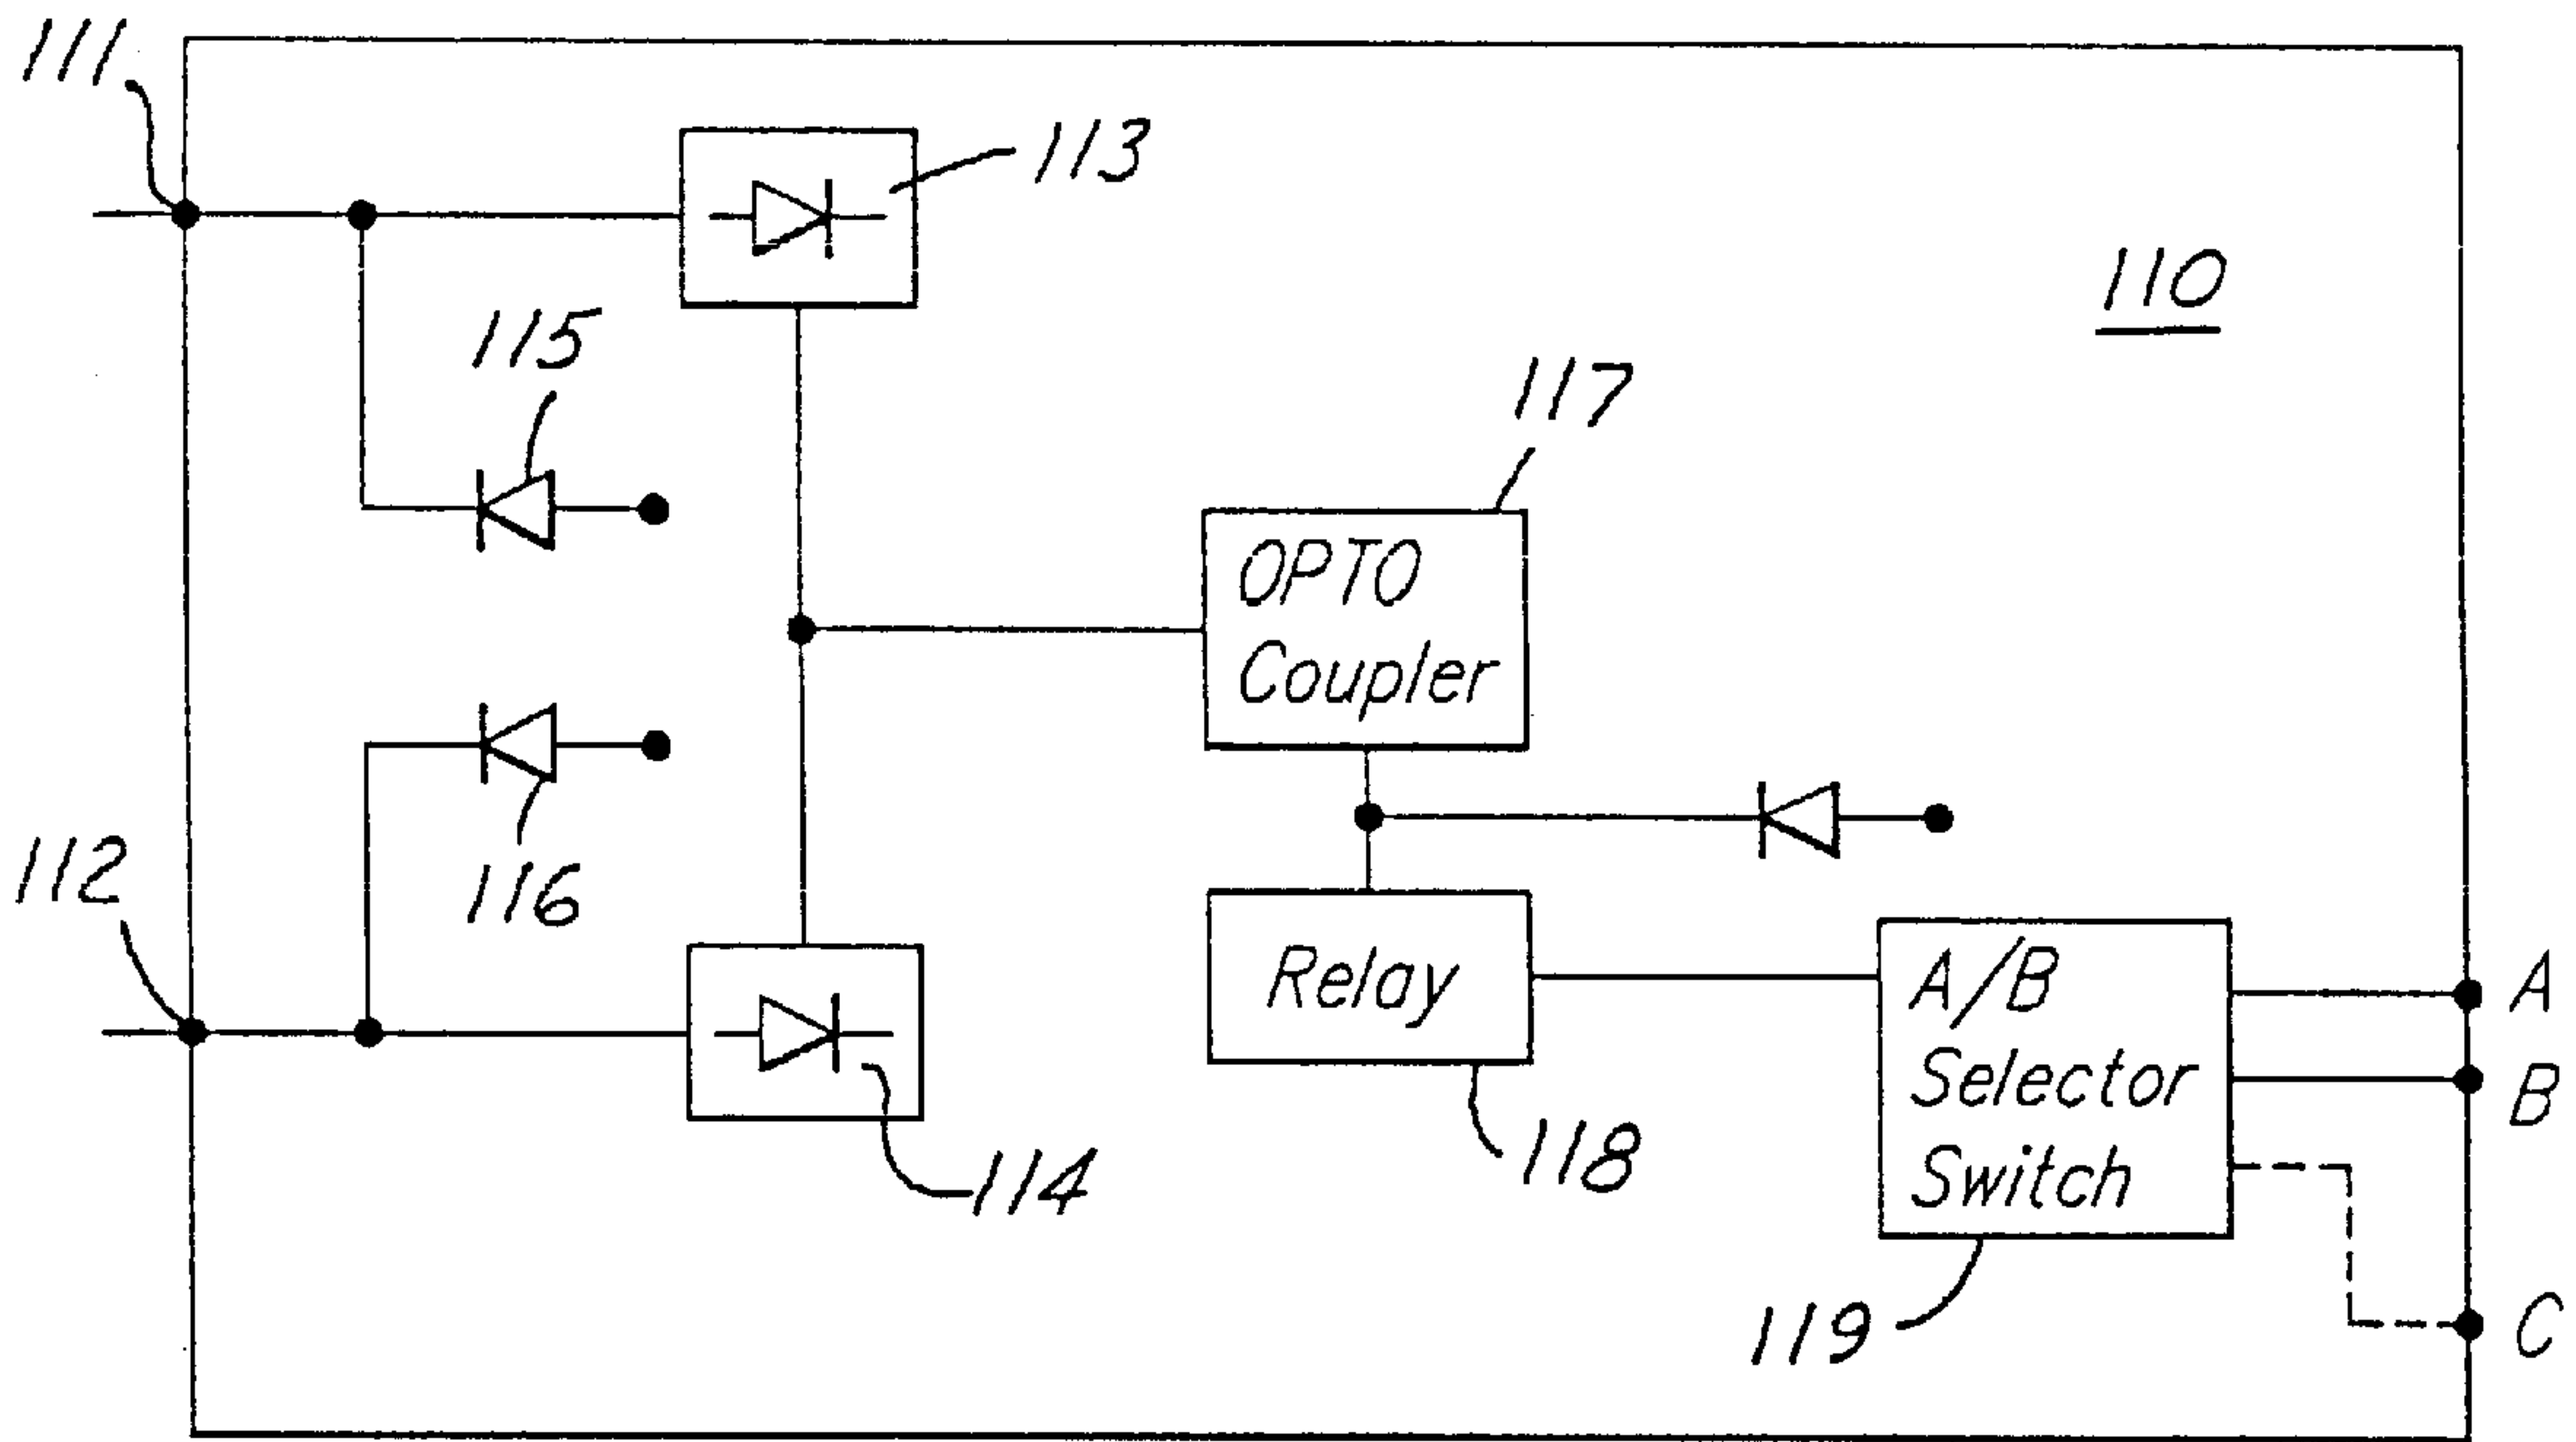 111
113
110
115
117
OPTO
Coupler
116
112
Relay
A/B
Selector
Switch
A
B
C
114
118
119